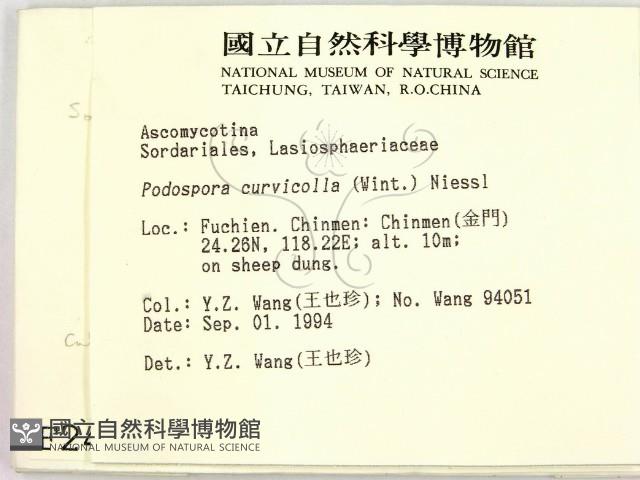 國立自然科學博物館
NATIONAL MUSEUM OF NATURAL SCIENCE
TAICHUNG, TAIWAN, R.O.CHINA
Ascomycotina
Sordariales, Lasiosphaeriaceae
Podospora curvicolla (Wint.) Niessl
Loc.: Fuchien. Chinmen: Chinmen(金門)
24.26N, 118.22E; alt. 10m;
on sheep dung.
Col.: Y.Z. Wang(王也珍); No. Wang 94051
Date: Sep. 01. 1994
Det.: Y.Z. Wang(王也珍)
國立自然科學博物館
NATIONAL MUSEUM OF NATURAL SCIENCE